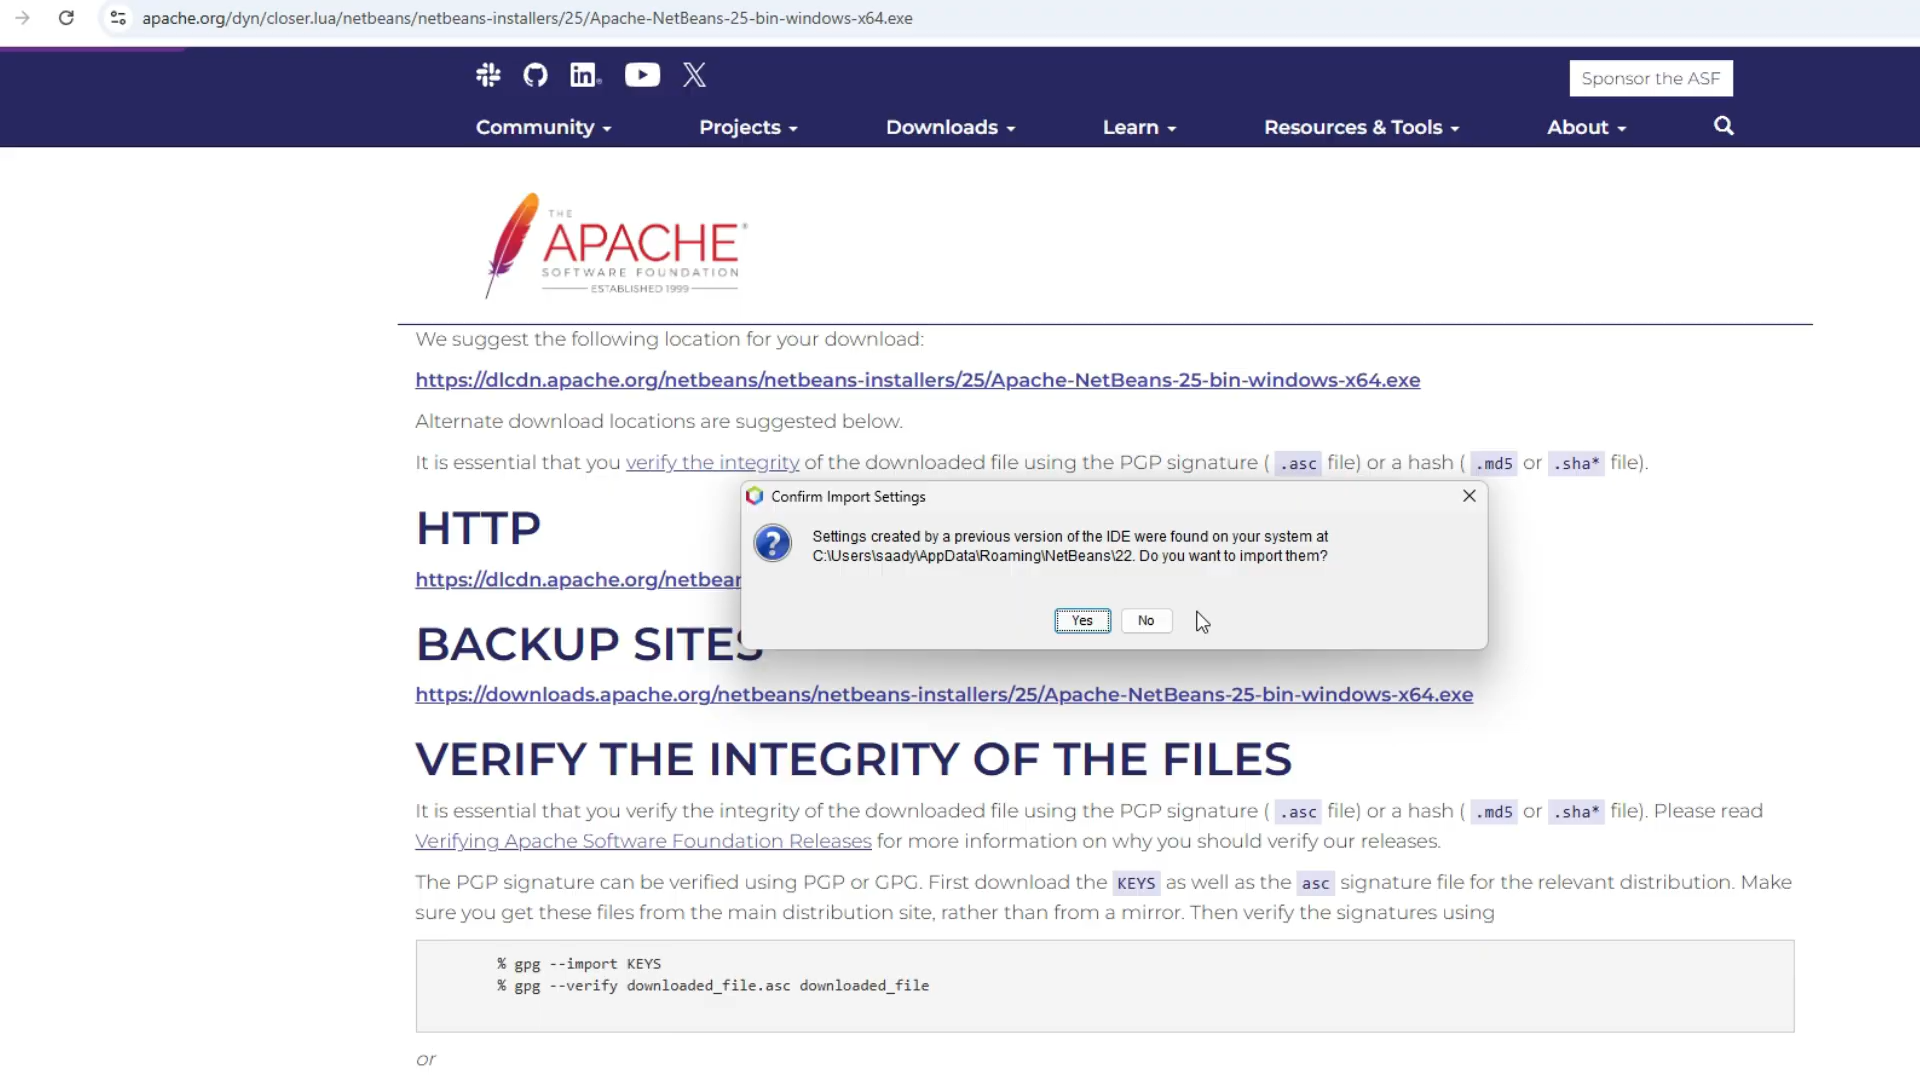 apache.org/dyn/closer.lua/netbeans/netbeans-installers/25/Apache-NetBeans-25-bin-windows-x64.exe
in
Sponsor the ASF
Community
Projects
Downloads
Learn
Resources & Tools
About
THE
APACHE®
SOFTWARE FOUNDATION
ESTABLISHED 1999
We suggest the following location for your download:
https://dlcdn.apache.org/netbeans/netbeans-installers/25/Apache-NetBeans-25-bin-windows-x64.exe
Alternate download locations are suggested below.
It is essential that you verify the integrity of the downloaded file using the PGP signature ( .asc file) or a hash ( .md5 or .sha* file).
Confirm Import Settings
Settings created by a previous version of the IDE were found on your system at
C:\Users\saady\AppData\Roaming\NetBeans\22. Do you want to import them?
Yes
No
HTTP
https://dlcdn.apache.org/netbean
BACKUP SITES
https://downloads.apache.org/netbeans/netbeans-installers/25/Apache-NetBeans-25-bin-windows-x64.exe
VERIFY THE INTEGRITY OF THE FILES
It is essential that you verify the integrity of the downloaded file using the PGP signature ( .asc file) or a hash ( .md5 or .sha* file). Please read
Verifying Apache Software Foundation Releases for more information on why you should verify our releases.
The PGP signature can be verified using PGP or GPG. First download the KEYS as well as the asc signature file for the relevant distribution. Make
sure you get these files from the main distribution site, rather than from a mirror. Then verify the signatures using
% gpg --import KEYS
% gpg --verify downloaded_file.asc downloaded_file
or